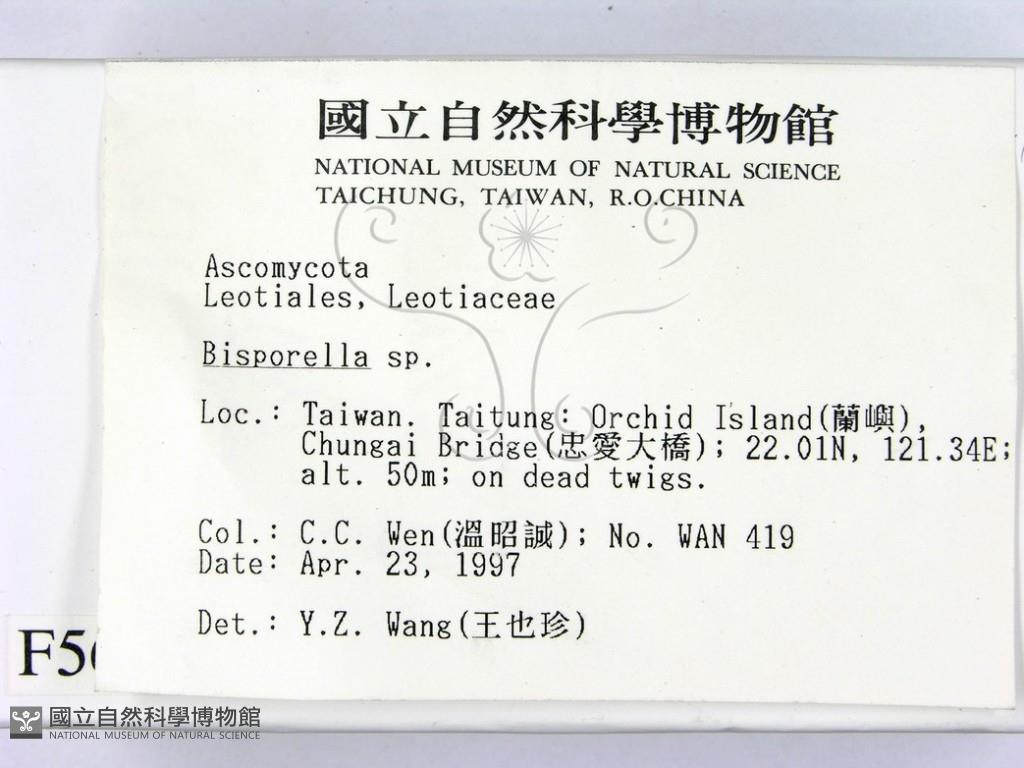 國立自然科學博物館
NATIONAL MUSEUM OF NATURAL SCIENCE
TAICHUNG, TAIWAN, R.O.CHINA
Ascomycota
Leotiales, Leotiaceae
Bisporella sp.
Loc.: Taiwan. Taitung: Orchid Island(蘭嶼),
Chungai Bridge(忠愛大橋); 22.01N, 121.34E;
alt. 50m; on dead twigs.
Col.: C.C. Wen(溫昭誠); No. WAN 419
Date: Apr. 23, 1997
Det.: Y.Z. Wang(王也珍)
國立自然科學博物館
NATIONAL MUSEUM OF NATURAL SCIENCE